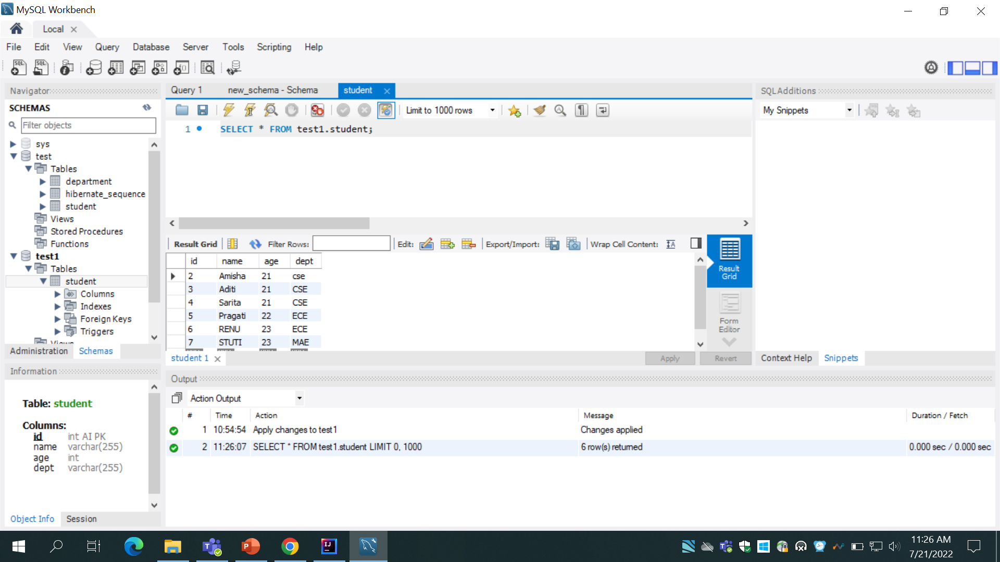 MySQL Workbench
Local
File Edit View Query Database Server Tools Scripting Help
Navigator
SCHEMAS
Filter objects
sys
test
Tables
department
hibernate_sequence
student
Views
Stored Procedures
Functions
test1
Tables
student
Columns
Indexes
Foreign Keys
Triggers
Views
Administration Schemas
Information
Table: student
Columns:
id int AI PK
name varchar(255)
age int
dept varchar(255)
Object Info Session
Query 1 new_schema - Schema student
Limit to 1000 rows
1 SELECT * FROM test1.student;
Result Grid Filter Rows: Edit: Export/Import: Wrap Cell Content:
id name age dept
2 Amisha 21 cse
3 Aditi 21 CSE
4 Sarita 21 CSE
5 Pragati 22 ECE
6 RENU 23 ECE
7 STUTI 23 MAE
Result
Grid
Form
Editor
student 1 Apply Revert
SQLAdditions
My Snippets
Context Help Snippets
Output
Action Output
# Time Action Message Duration / Fetch
1 10:54:54 Apply changes to test1 Changes applied
2 11:26:07 SELECT * FROM test1.student LIMIT 0, 1000 6 row(s) returned 0.000 sec / 0.000 sec
11:26 AM
7/21/2022